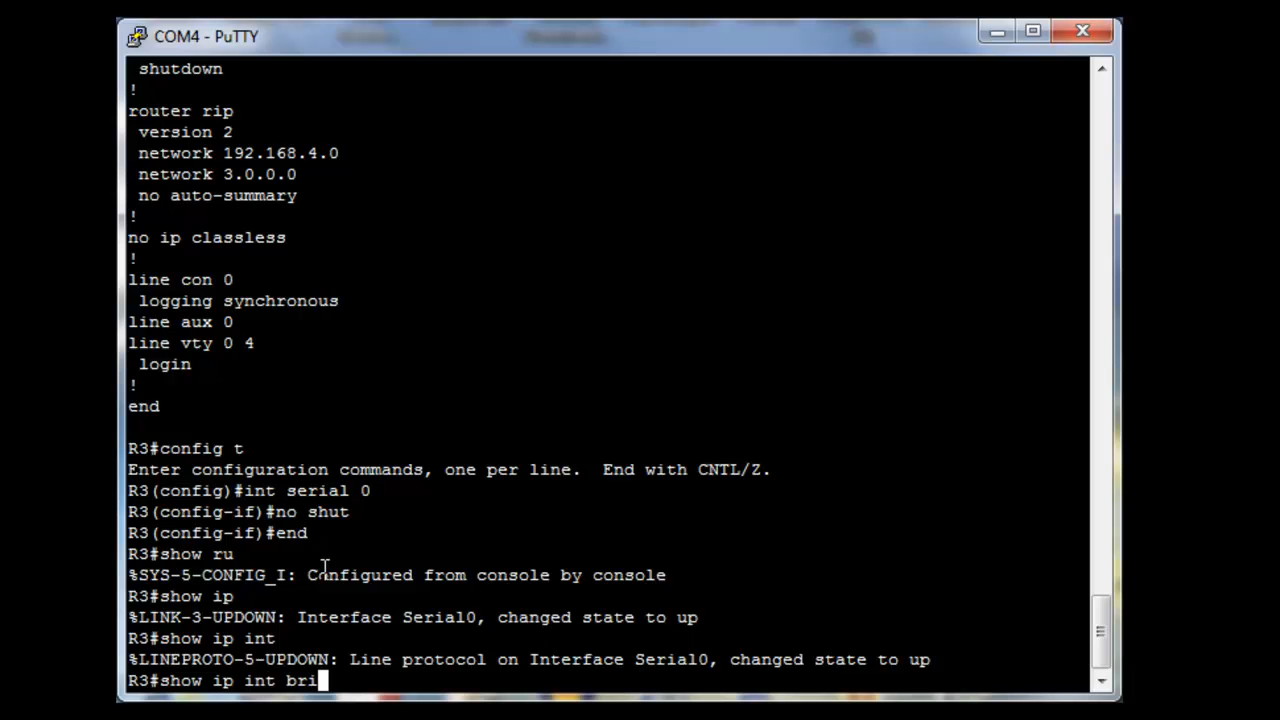 COM4 - PuTTY
shutdown
!
router rip
version 2
network 192.168.4.0
network 3.0.0.0
no auto-summary
!
no ip classless
!
line con 0
logging synchronous
line aux 0
line vty 0 4
login
!
end
R3#config t
Enter configuration commands, one per line.  End with CNTL/Z.
R3(config)#int serial 0
R3(config-if)#no shut
R3(config-if)#end
R3#show ru
%SYS-5-CONFIG_I: Configured from console by console
R3#show ip
%LINK-3-UPDOWN: Interface Serial0, changed state to up
R3#show ip int
%LINEPROTO-5-UPDOWN: Line protocol on Interface Serial0, changed state to up
R3#show ip int bri